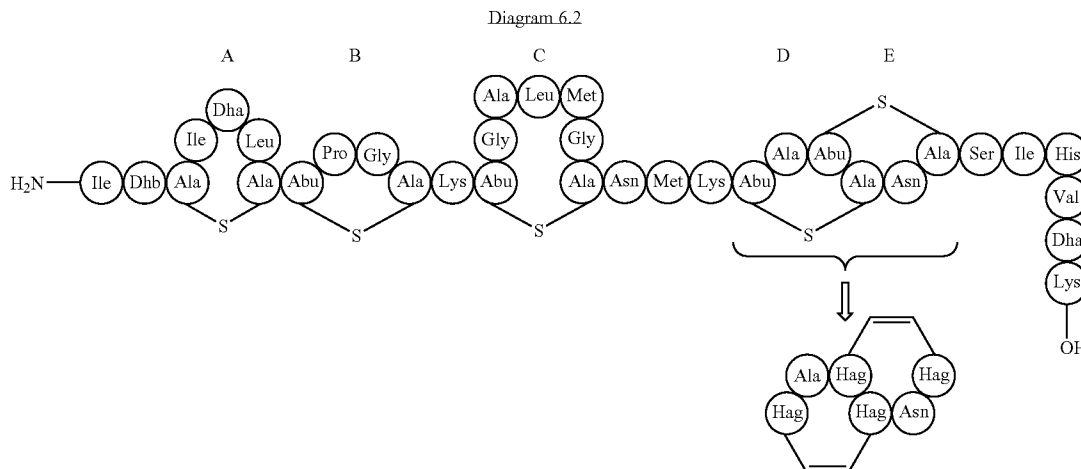 Diagram 6.2
A B C D E
Ala Leu Met
S
Dha
Ile Leu Pro Gly Gly Gly Ala Abu Ala Ser Ile His
H₂N Ile Dhb Ala Ala Abu Ala Lys Abu Ala Asn Met Lys Abu Ala Asn Val
S S S S
Dha
Lys
OH
Ala Hag Hag
Hag Hag Asn